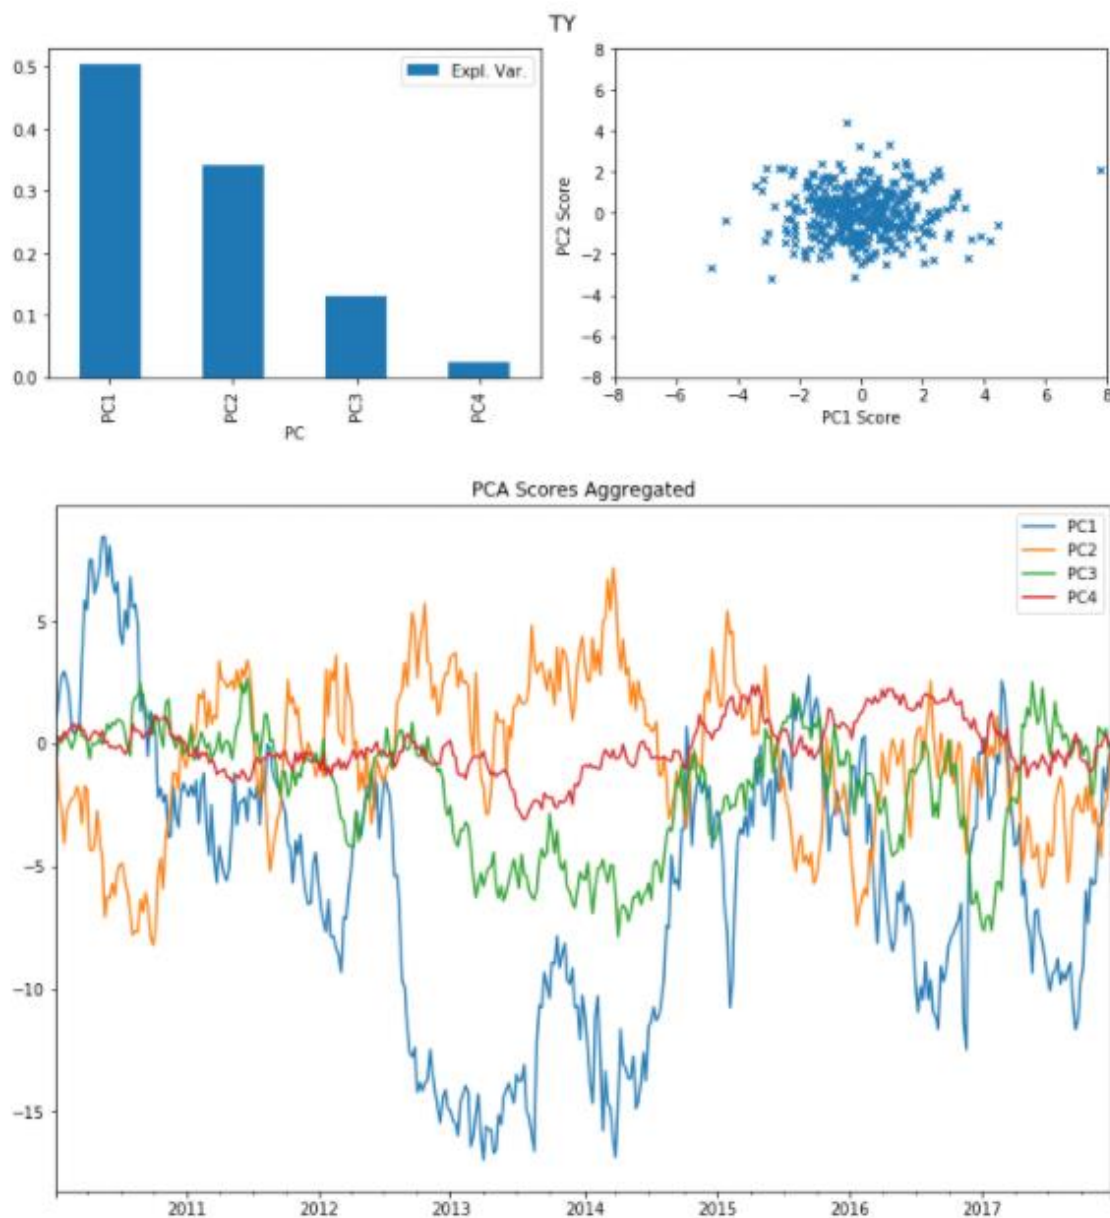 TY
0.5
0.4
0.3
0.2
0.1
0.0
Expl. Var.
PC1
PC2
PC3
PC4
PC
8
6
4
2
0
−2
−4
−6
−8
PC2 Score
−8 −6 −4 −2 0 2 4 6 8
PC1 Score
PCA Scores Aggregated
5
0
−5
−10
−15
PC1
PC2
PC3
PC4
2011 2012 2013 2014 2015 2016 2017